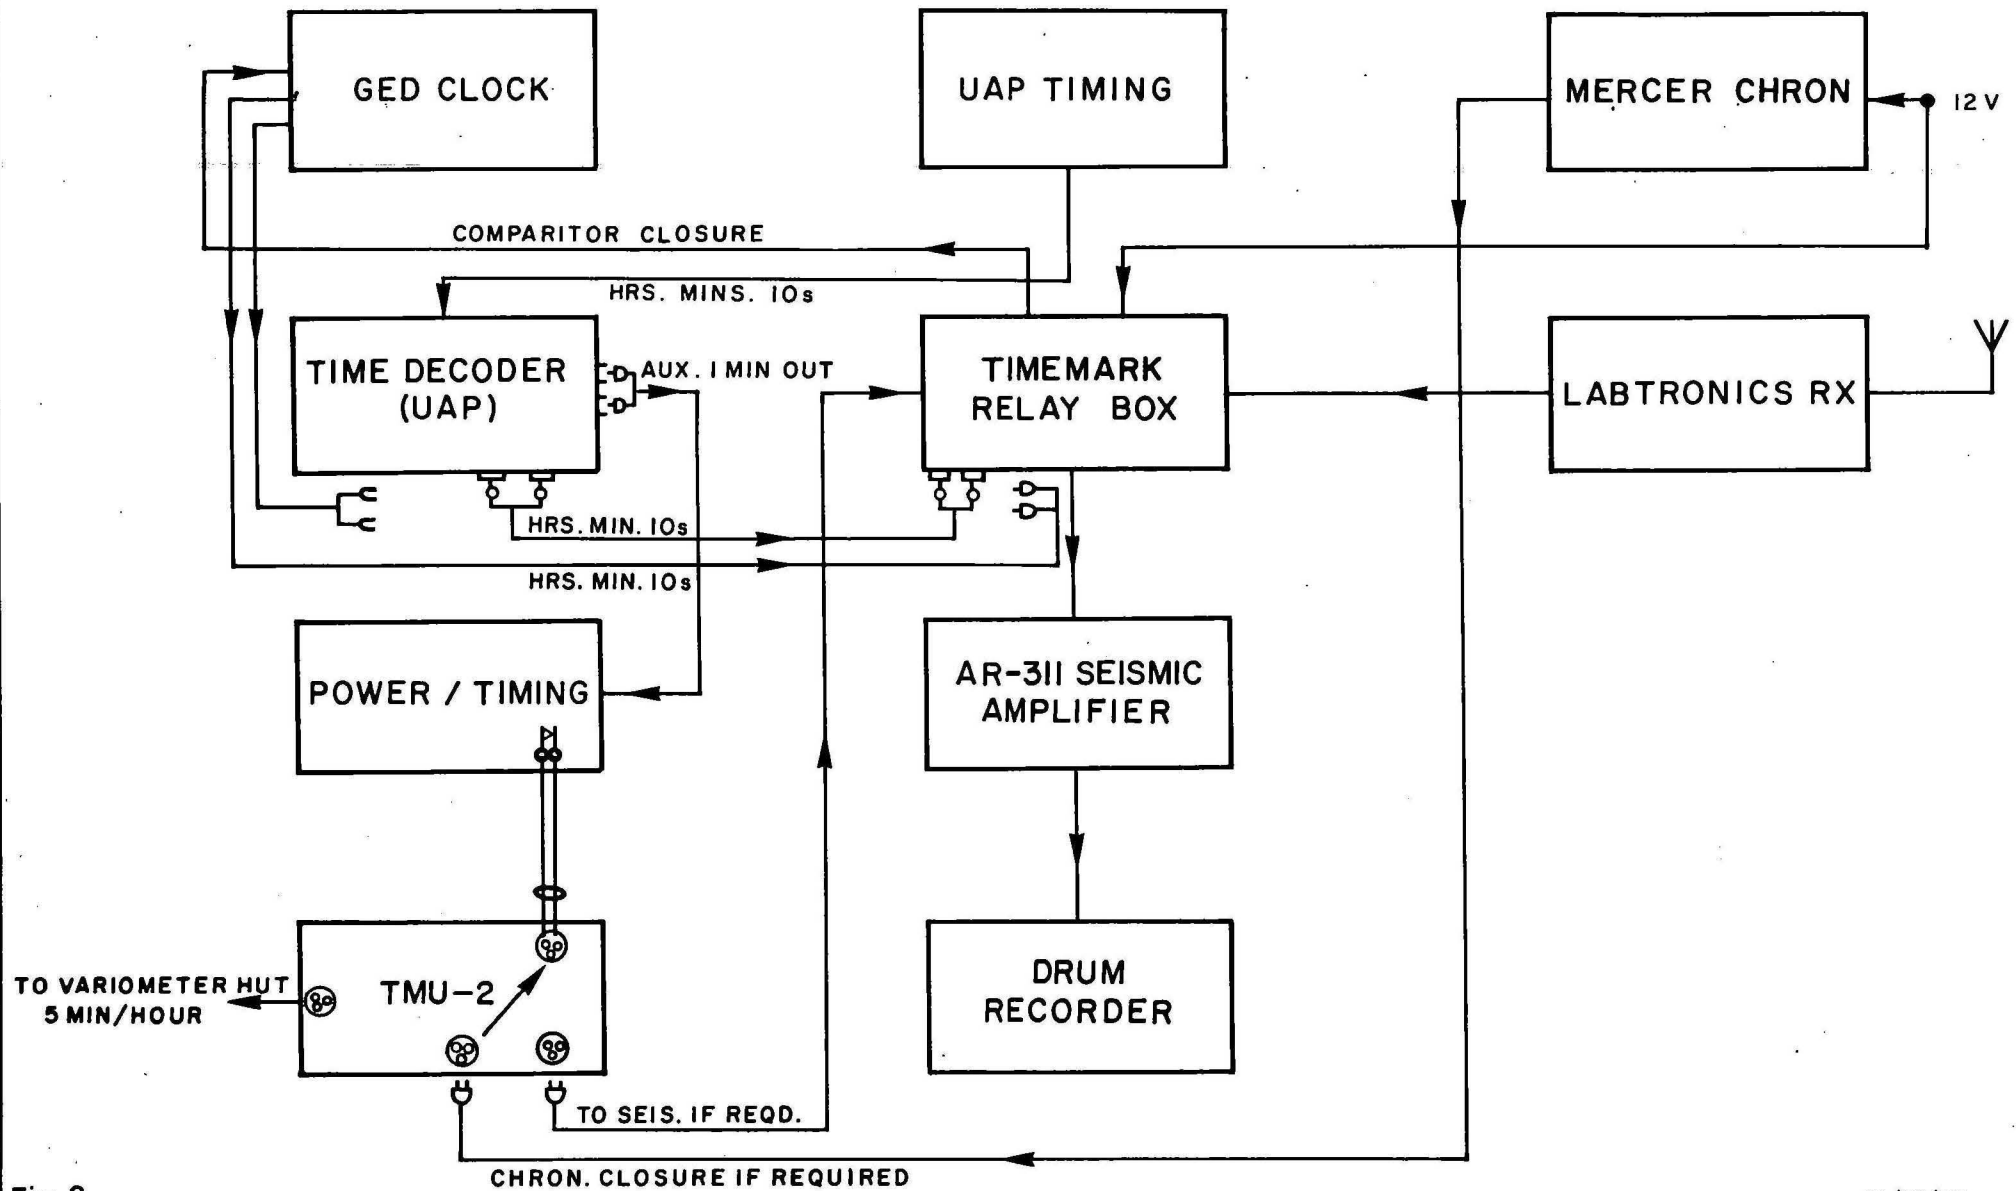 GED CLOCK
UAP TIMING
MERCER CHRON
12 V
COMPARITOR CLOSURE
HRS. MINS. 10s
TIME DECODER
(UAP)
AUX. 1 MIN OUT
TIMEMARK
RELAY BOX
LABTRONICS RX
HRS. MIN. 10s
HRS. MIN. 10s
POWER / TIMING
AR-311 SEISMIC
AMPLIFIER
TO VARIOMETER HUT
5 MIN/HOUR
TMU-2
DRUM
RECORDER
TO SEIS. IF REQD.
CHRON. CLOSURE IF REQUIRED